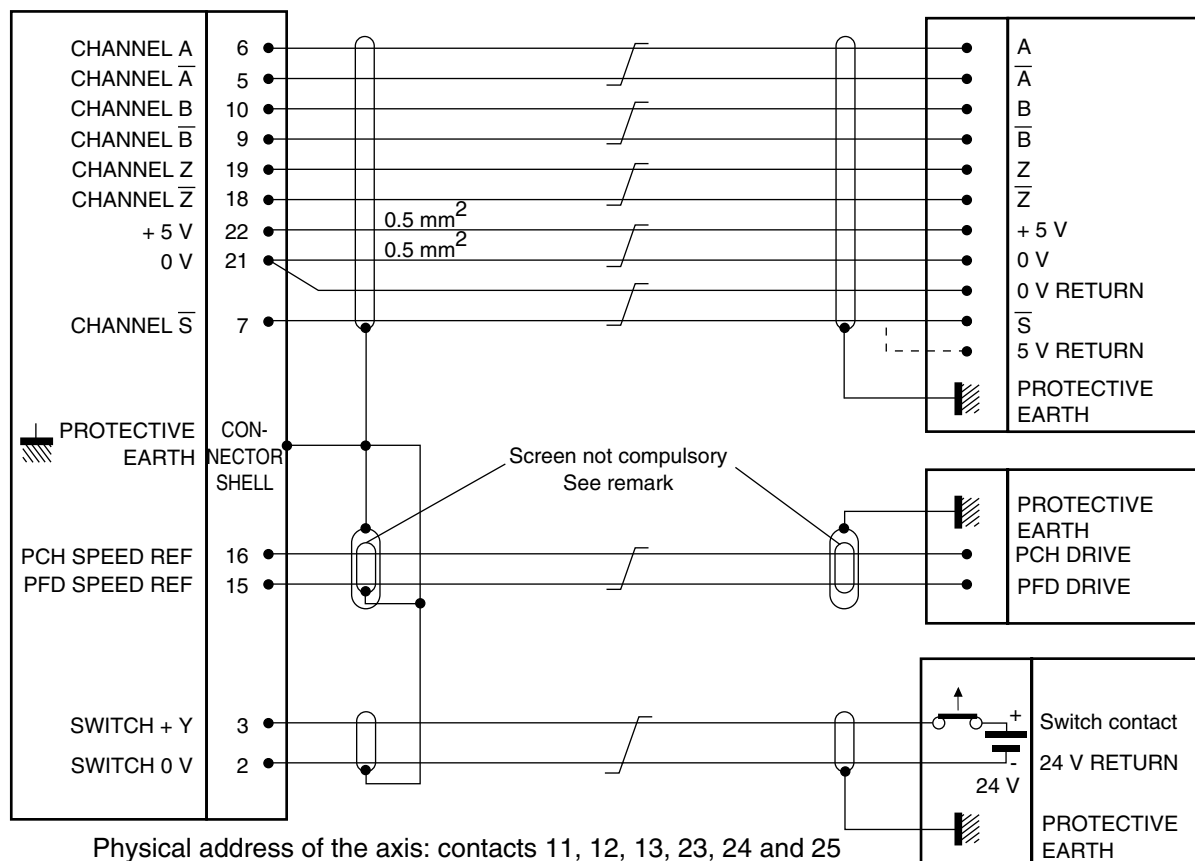 CHANNEL A 6 A
CHANNEL A̅ 5 A̅
CHANNEL B 10 B
CHANNEL B̅ 9 B̅
CHANNEL Z 19 Z
CHANNEL Z̅ 18 Z̅
+ 5 V 22 0.5 mm² + 5 V
0 V 21 0.5 mm² 0 V
0 V RETURN
CHANNEL S̅ 7 S̅
5 V RETURN
PROTECTIVE
EARTH
PROTECTIVE
EARTH
CON-
NECTOR
SHELL
Screen not compulsory
See remark
PROTECTIVE
EARTH
PCH SPEED REF 16 PCH DRIVE
PFD SPEED REF 15 PFD DRIVE
SWITCH + Y 3 + Switch contact
SWITCH 0 V 2 - 24 V RETURN
24 V
PROTECTIVE
EARTH
Physical address of the axis: contacts 11, 12, 13, 23, 24 and 25